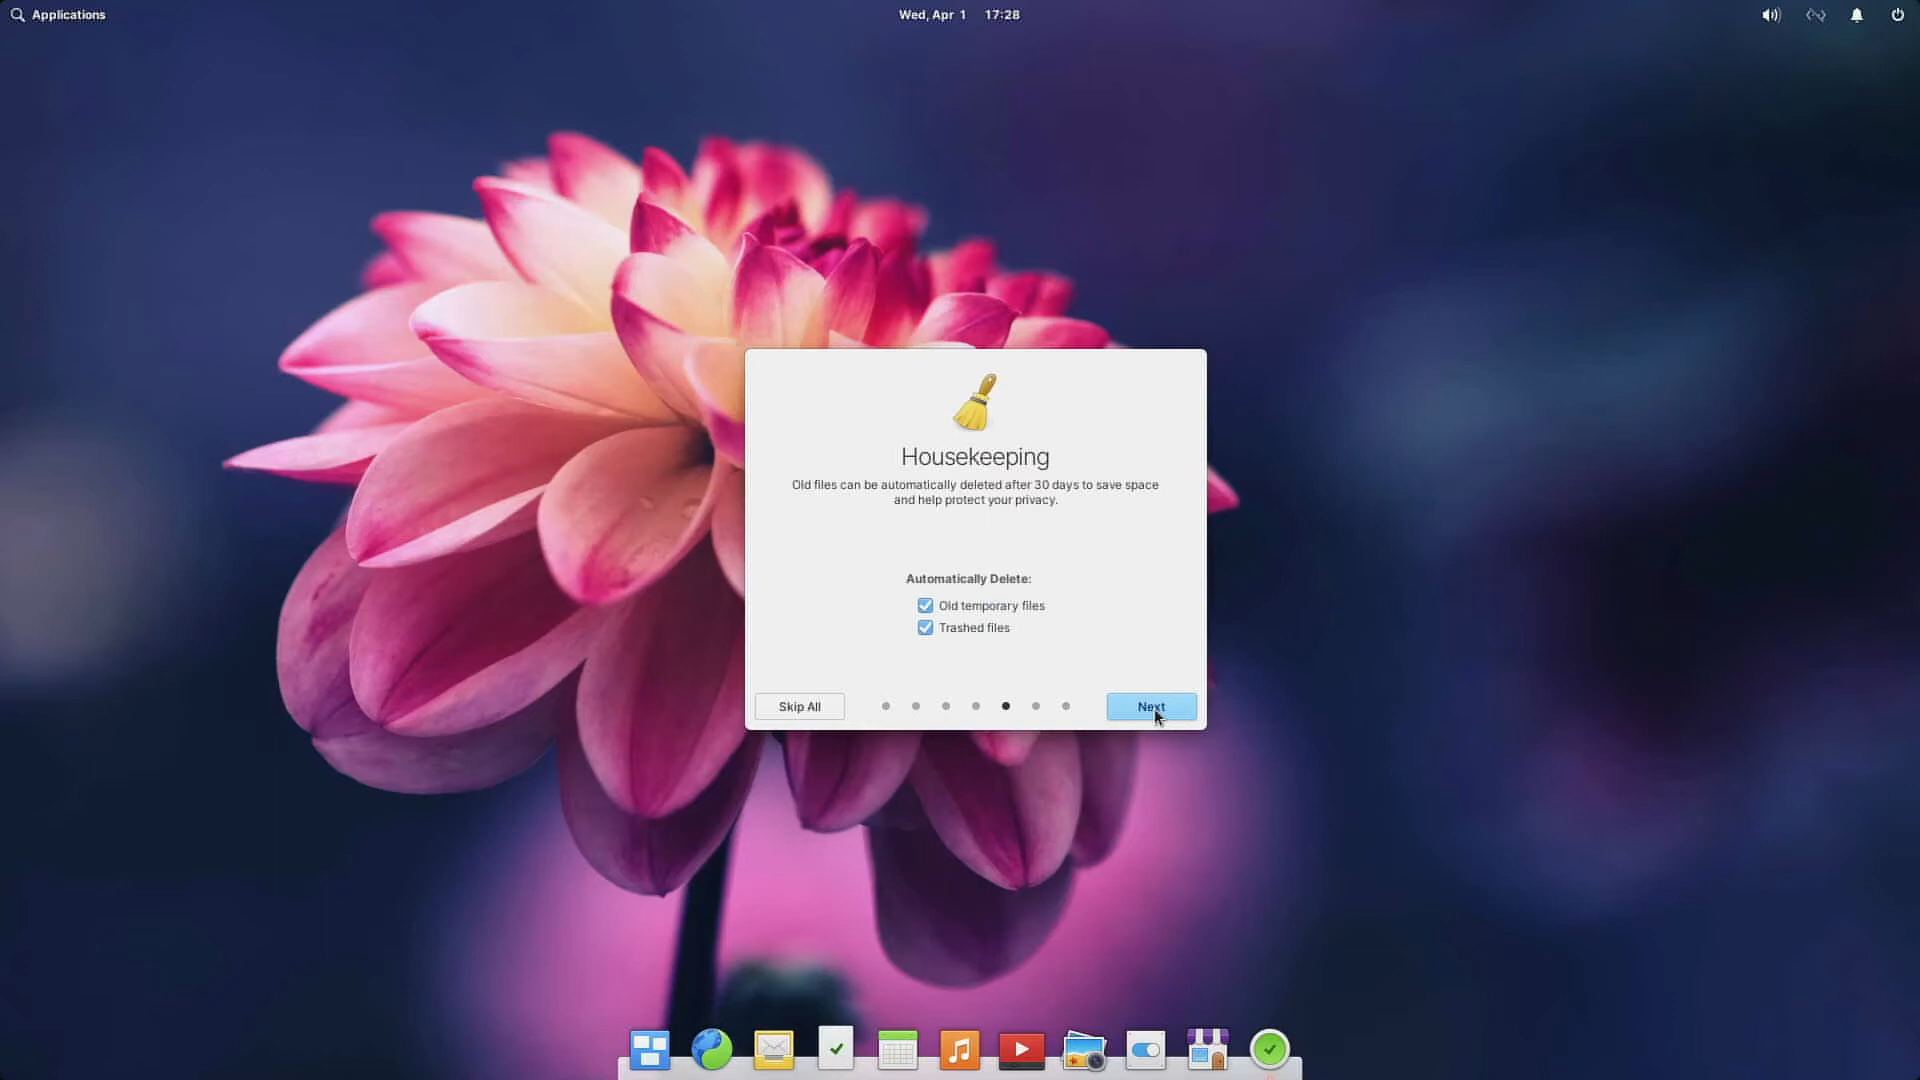 Applications
Wed, Apr 1 17:28
Housekeeping
Old files can be automatically deleted after 30 days to save space
and help protect your privacy.
Automatically Delete:
Old temporary files
Trashed files
Skip All
Next